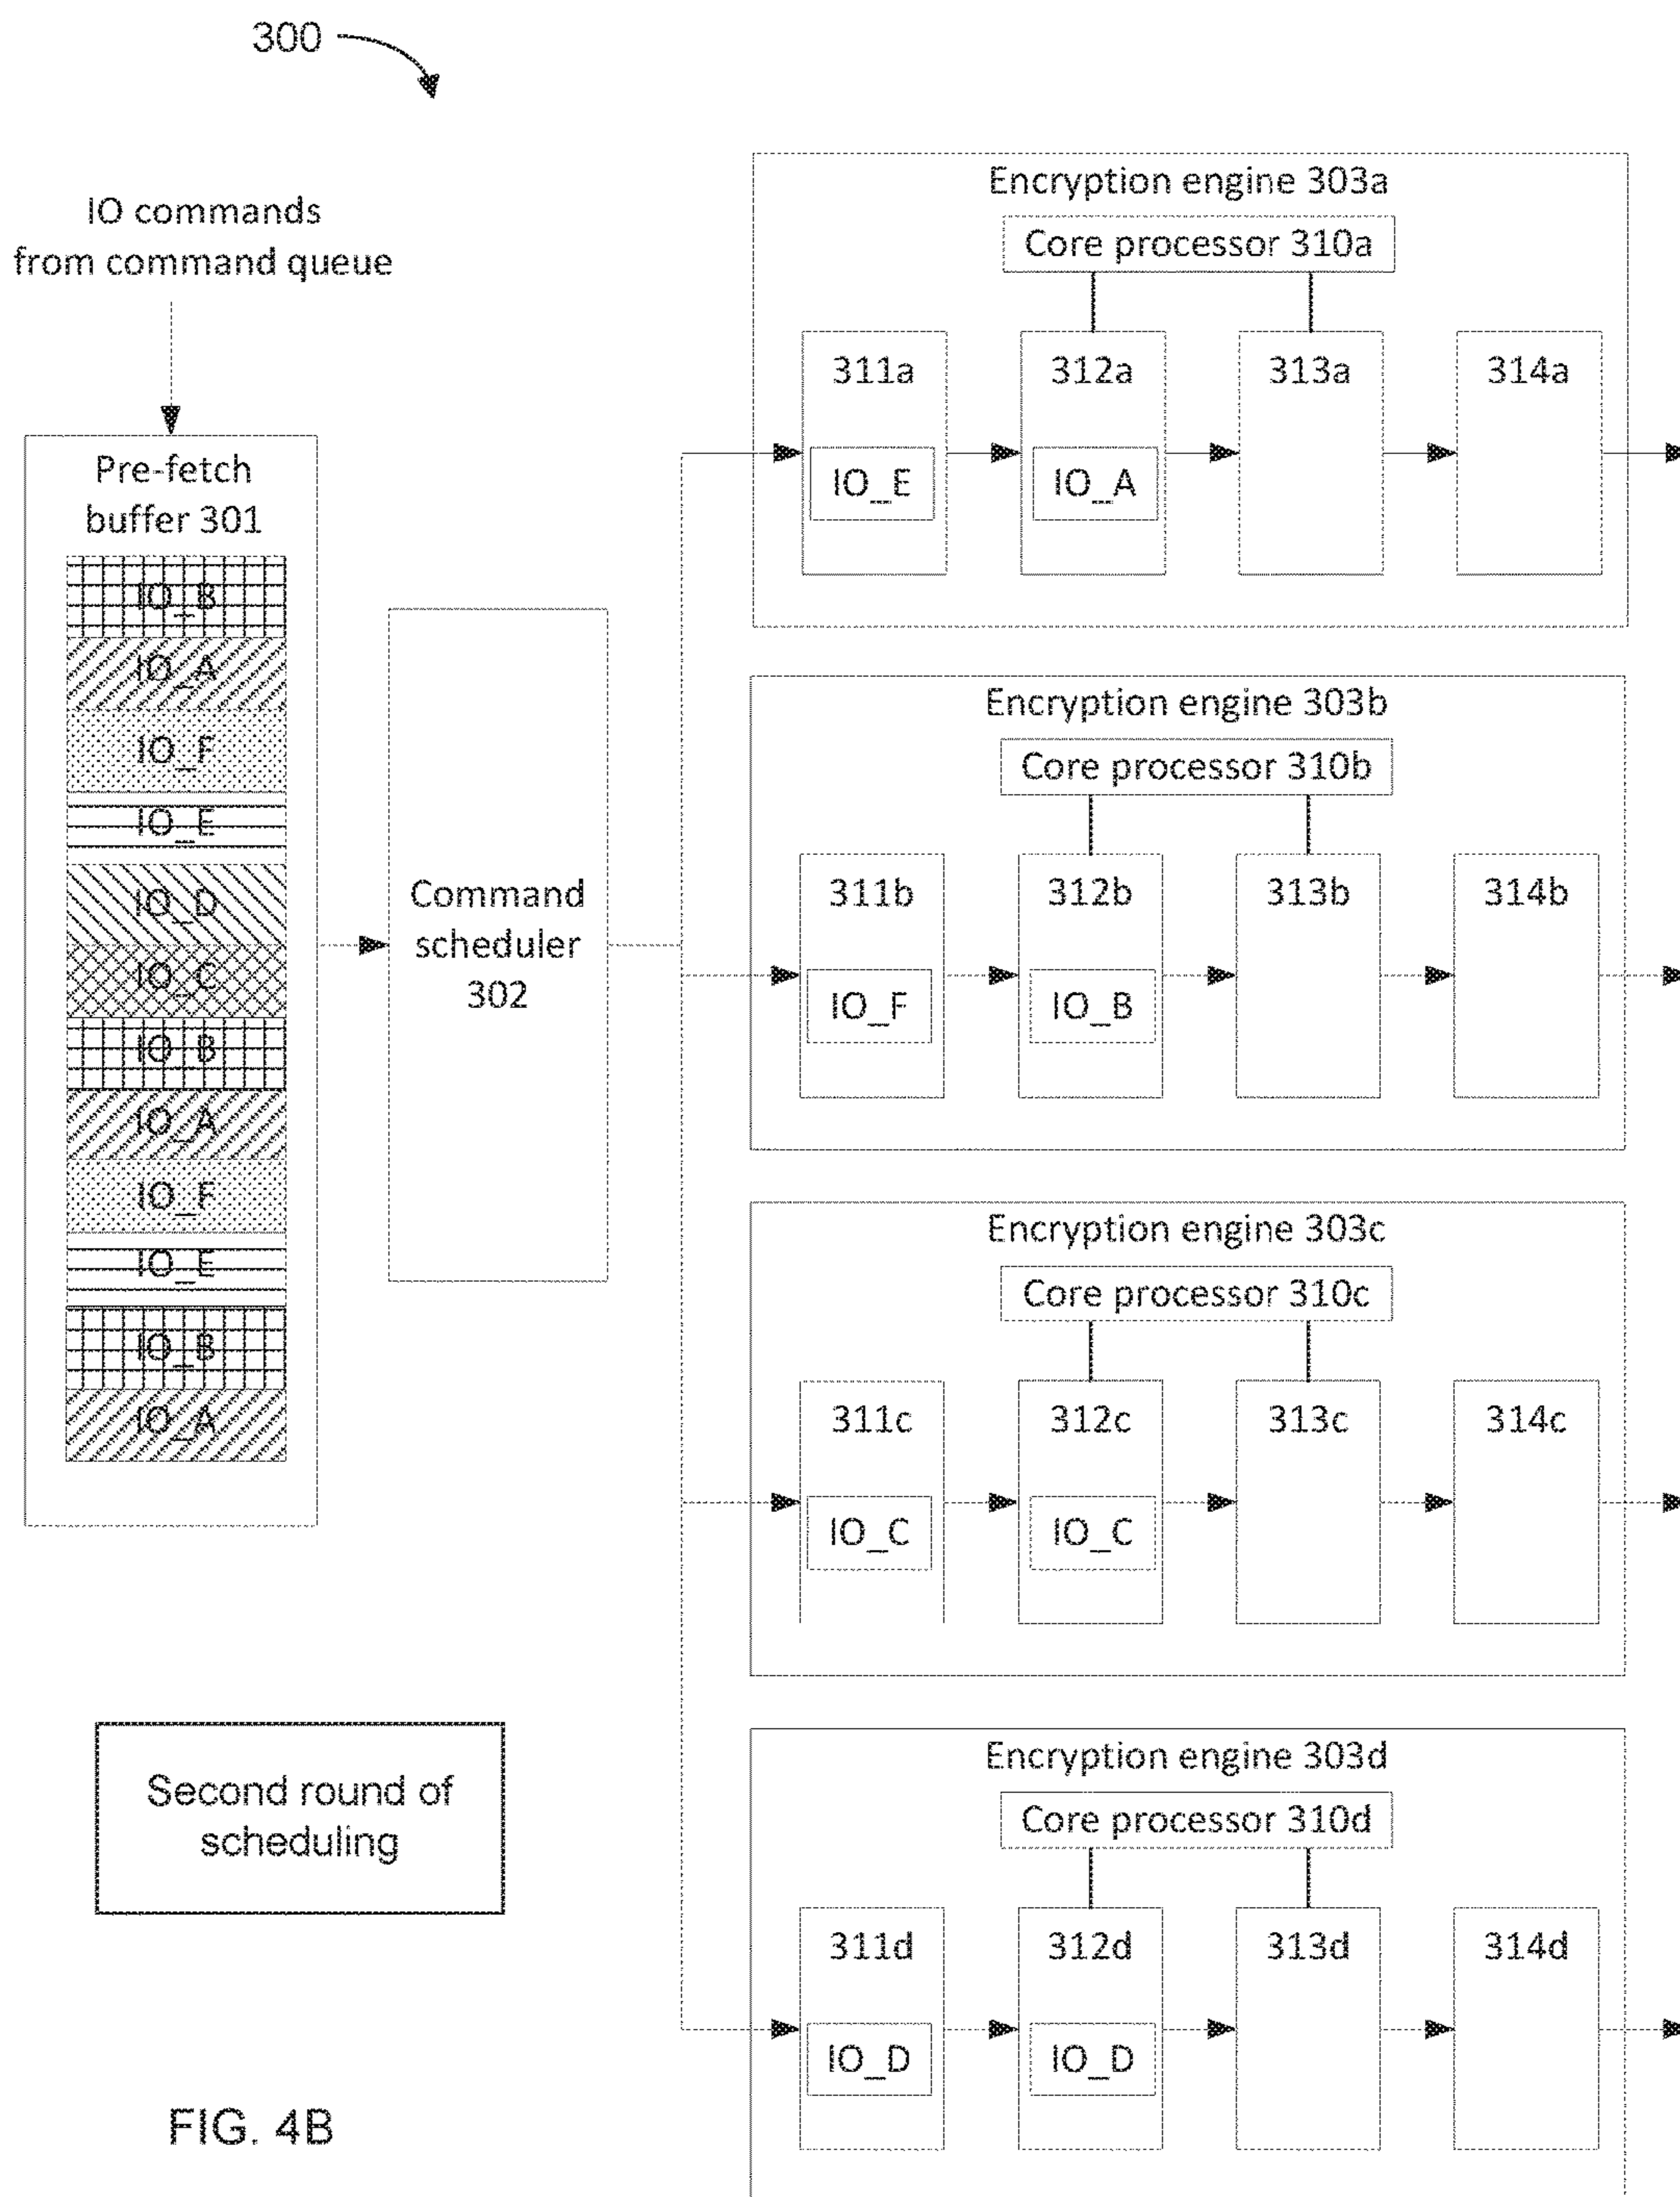 300
IO commands
from command queue
Pre-fetch
buffer 301
IO_B
IO_A
IO_F
IO_E
IO_D
IO_C
IO_B
IO_A
IO_F
IO_E
IO_B
IO_A
Command
scheduler
302
Encryption engine 303a
Core processor 310a
311a
312a
313a
314a
IO_E
IO_A
Encryption engine 303b
Core processor 310b
311b
312b
313b
314b
IO_F
IO_B
Encryption engine 303c
Core processor 310c
311c
312c
313c
314c
IO_C
IO_C
Encryption engine 303d
Core processor 310d
311d
312d
313d
314d
IO_D
IO_D
Second round of
scheduling
FIG. 4B